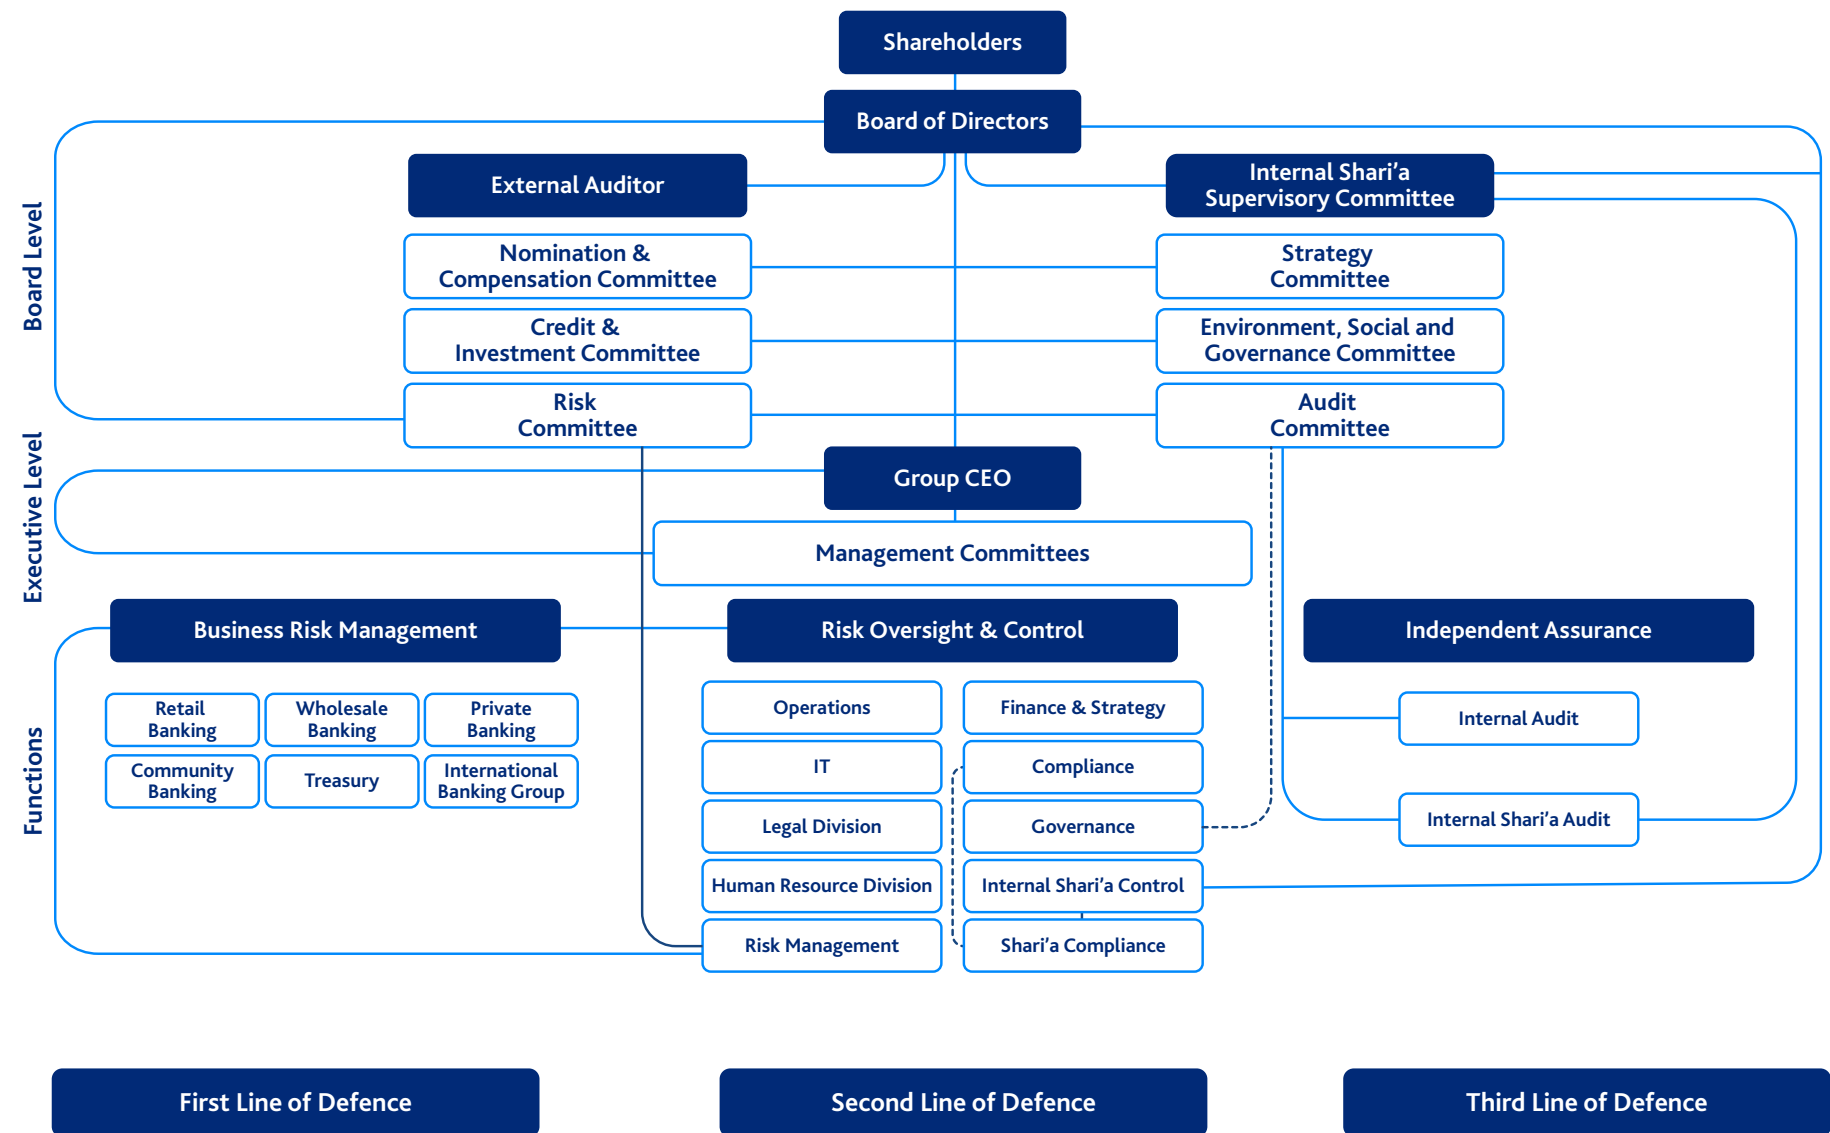 Shareholders
Board of Directors
External Auditor
Internal Shari’a
Supervisory Committee
Board Level
Nomination &
Compensation Committee
Strategy
Committee
Credit &
Investment Committee
Environment, Social and
Governance Committee
Risk
Committee
Audit
Committee
Executive Level
Group CEO
Management Committees
Functions
Business Risk Management
Risk Oversight & Control
Independent Assurance
Retail
Banking
Wholesale
Banking
Private
Banking
Community
Banking
Treasury
International
Banking Group
Operations
Finance & Strategy
IT
Compliance
Legal Division
Governance
Human Resource Division
Internal Shari’a Control
Risk Management
Shari’a Compliance
Internal Audit
Internal Shari’a Audit
First Line of Defence
Second Line of Defence
Third Line of Defence